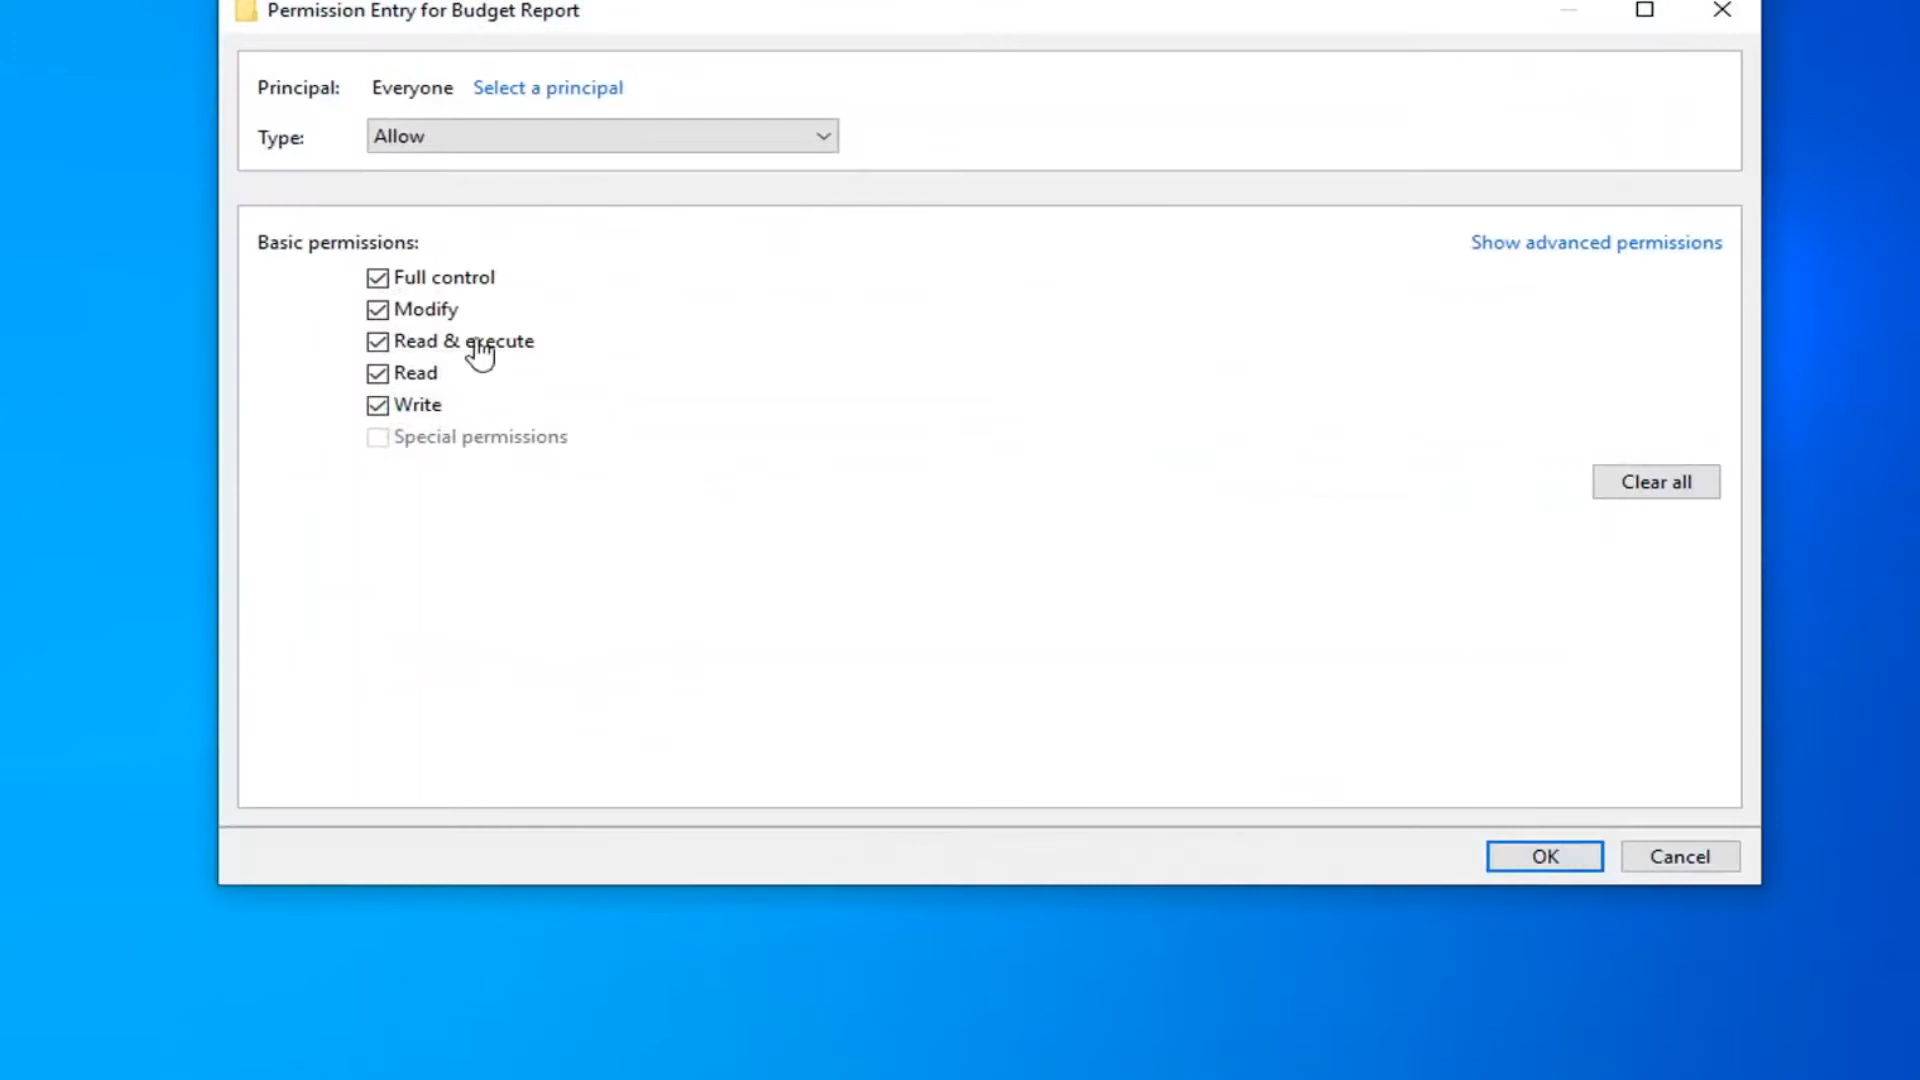 Permission Entry for Budget Report
Principal: Everyone Select a principal
Type: Allow
Basic permissions: Show advanced permissions
Full control
Modify
Read & execute
Read
Write
Special permissions
Clear all
OK Cancel